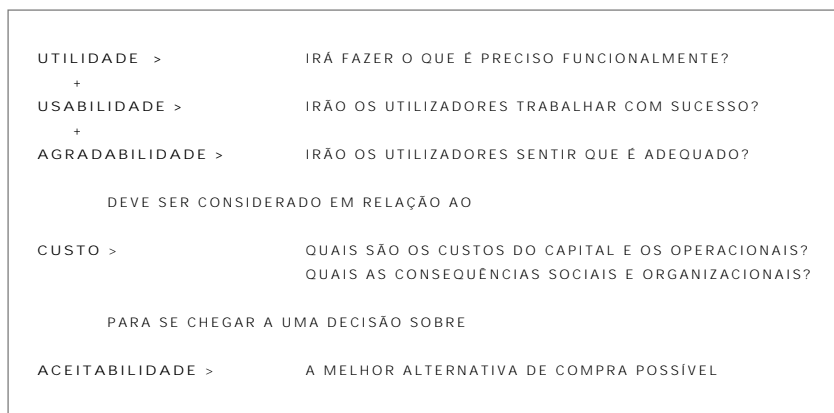 UTILIDADE > IRÁ FAZER O QUE É PRECISO FUNCIONALMENTE?
+
USABILIDADE > IRÃO OS UTILIZADORES TRABALHAR COM SUCESSO?
+
AGRADABILIDADE > IRÃO OS UTILIZADORES SENTIR QUE É ADEQUADO?
DEVE SER CONSIDERADO EM RELAÇÃO AO
CUSTO > QUAIS SÃO OS CUSTOS DO CAPITAL E OS OPERACIONAIS?
QUAIS AS CONSEQUÊNCIAS SOCIAIS E ORGANIZACIONAIS?
PARA SE CHEGAR A UMA DECISÃO SOBRE
ACEITABILIDADE > A MELHOR ALTERNATIVA DE COMPRA POSSÍVEL